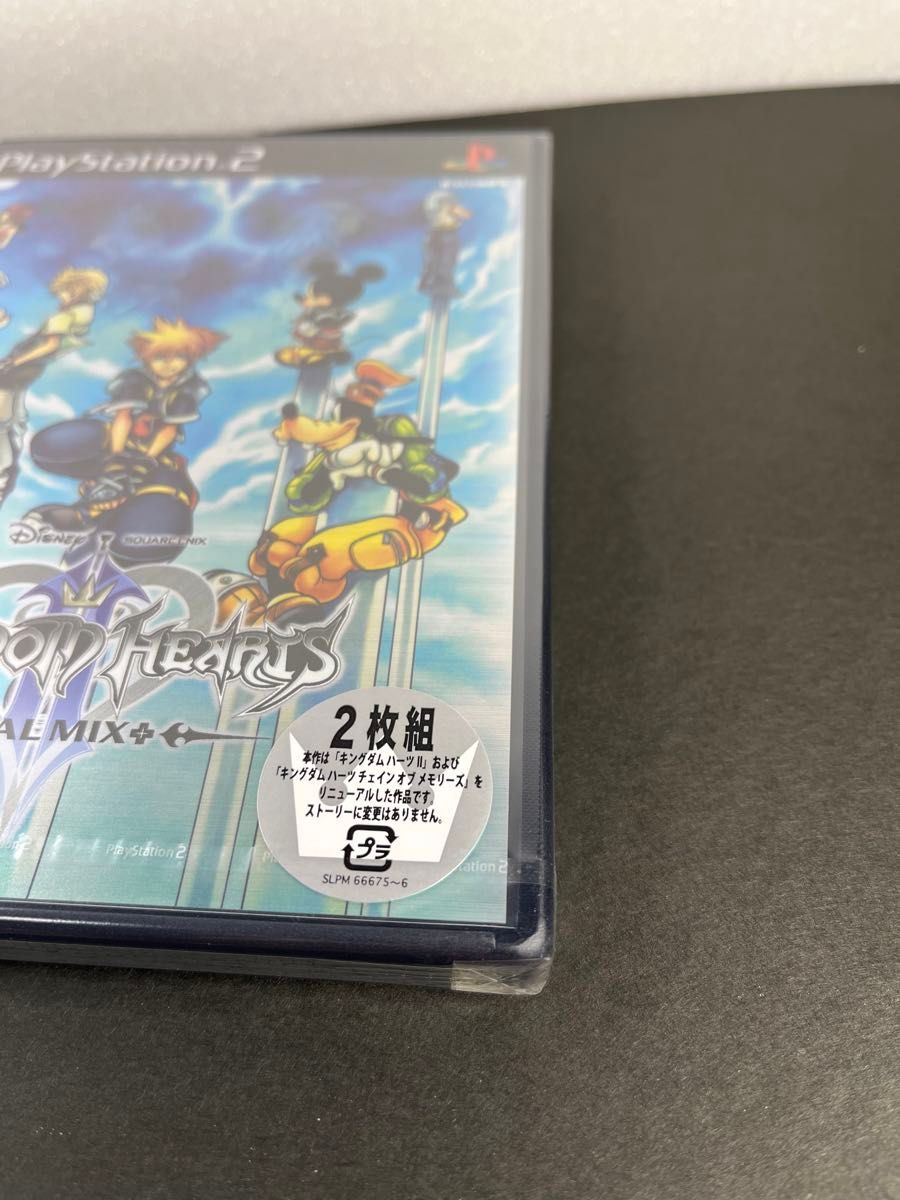 PlayStation.2
Disney
SQUARE ENIX
DOM HEARTS
II
AL MIX+
2枚組
本作は「キングダム ハーツ II」および
「キングダム ハーツ チェイン オブ メモリーズ」を
リニューアルした作品です。
ストーリーに変更はありません。
プラ
SLPM 66675～6
PlayStation 2
station 2